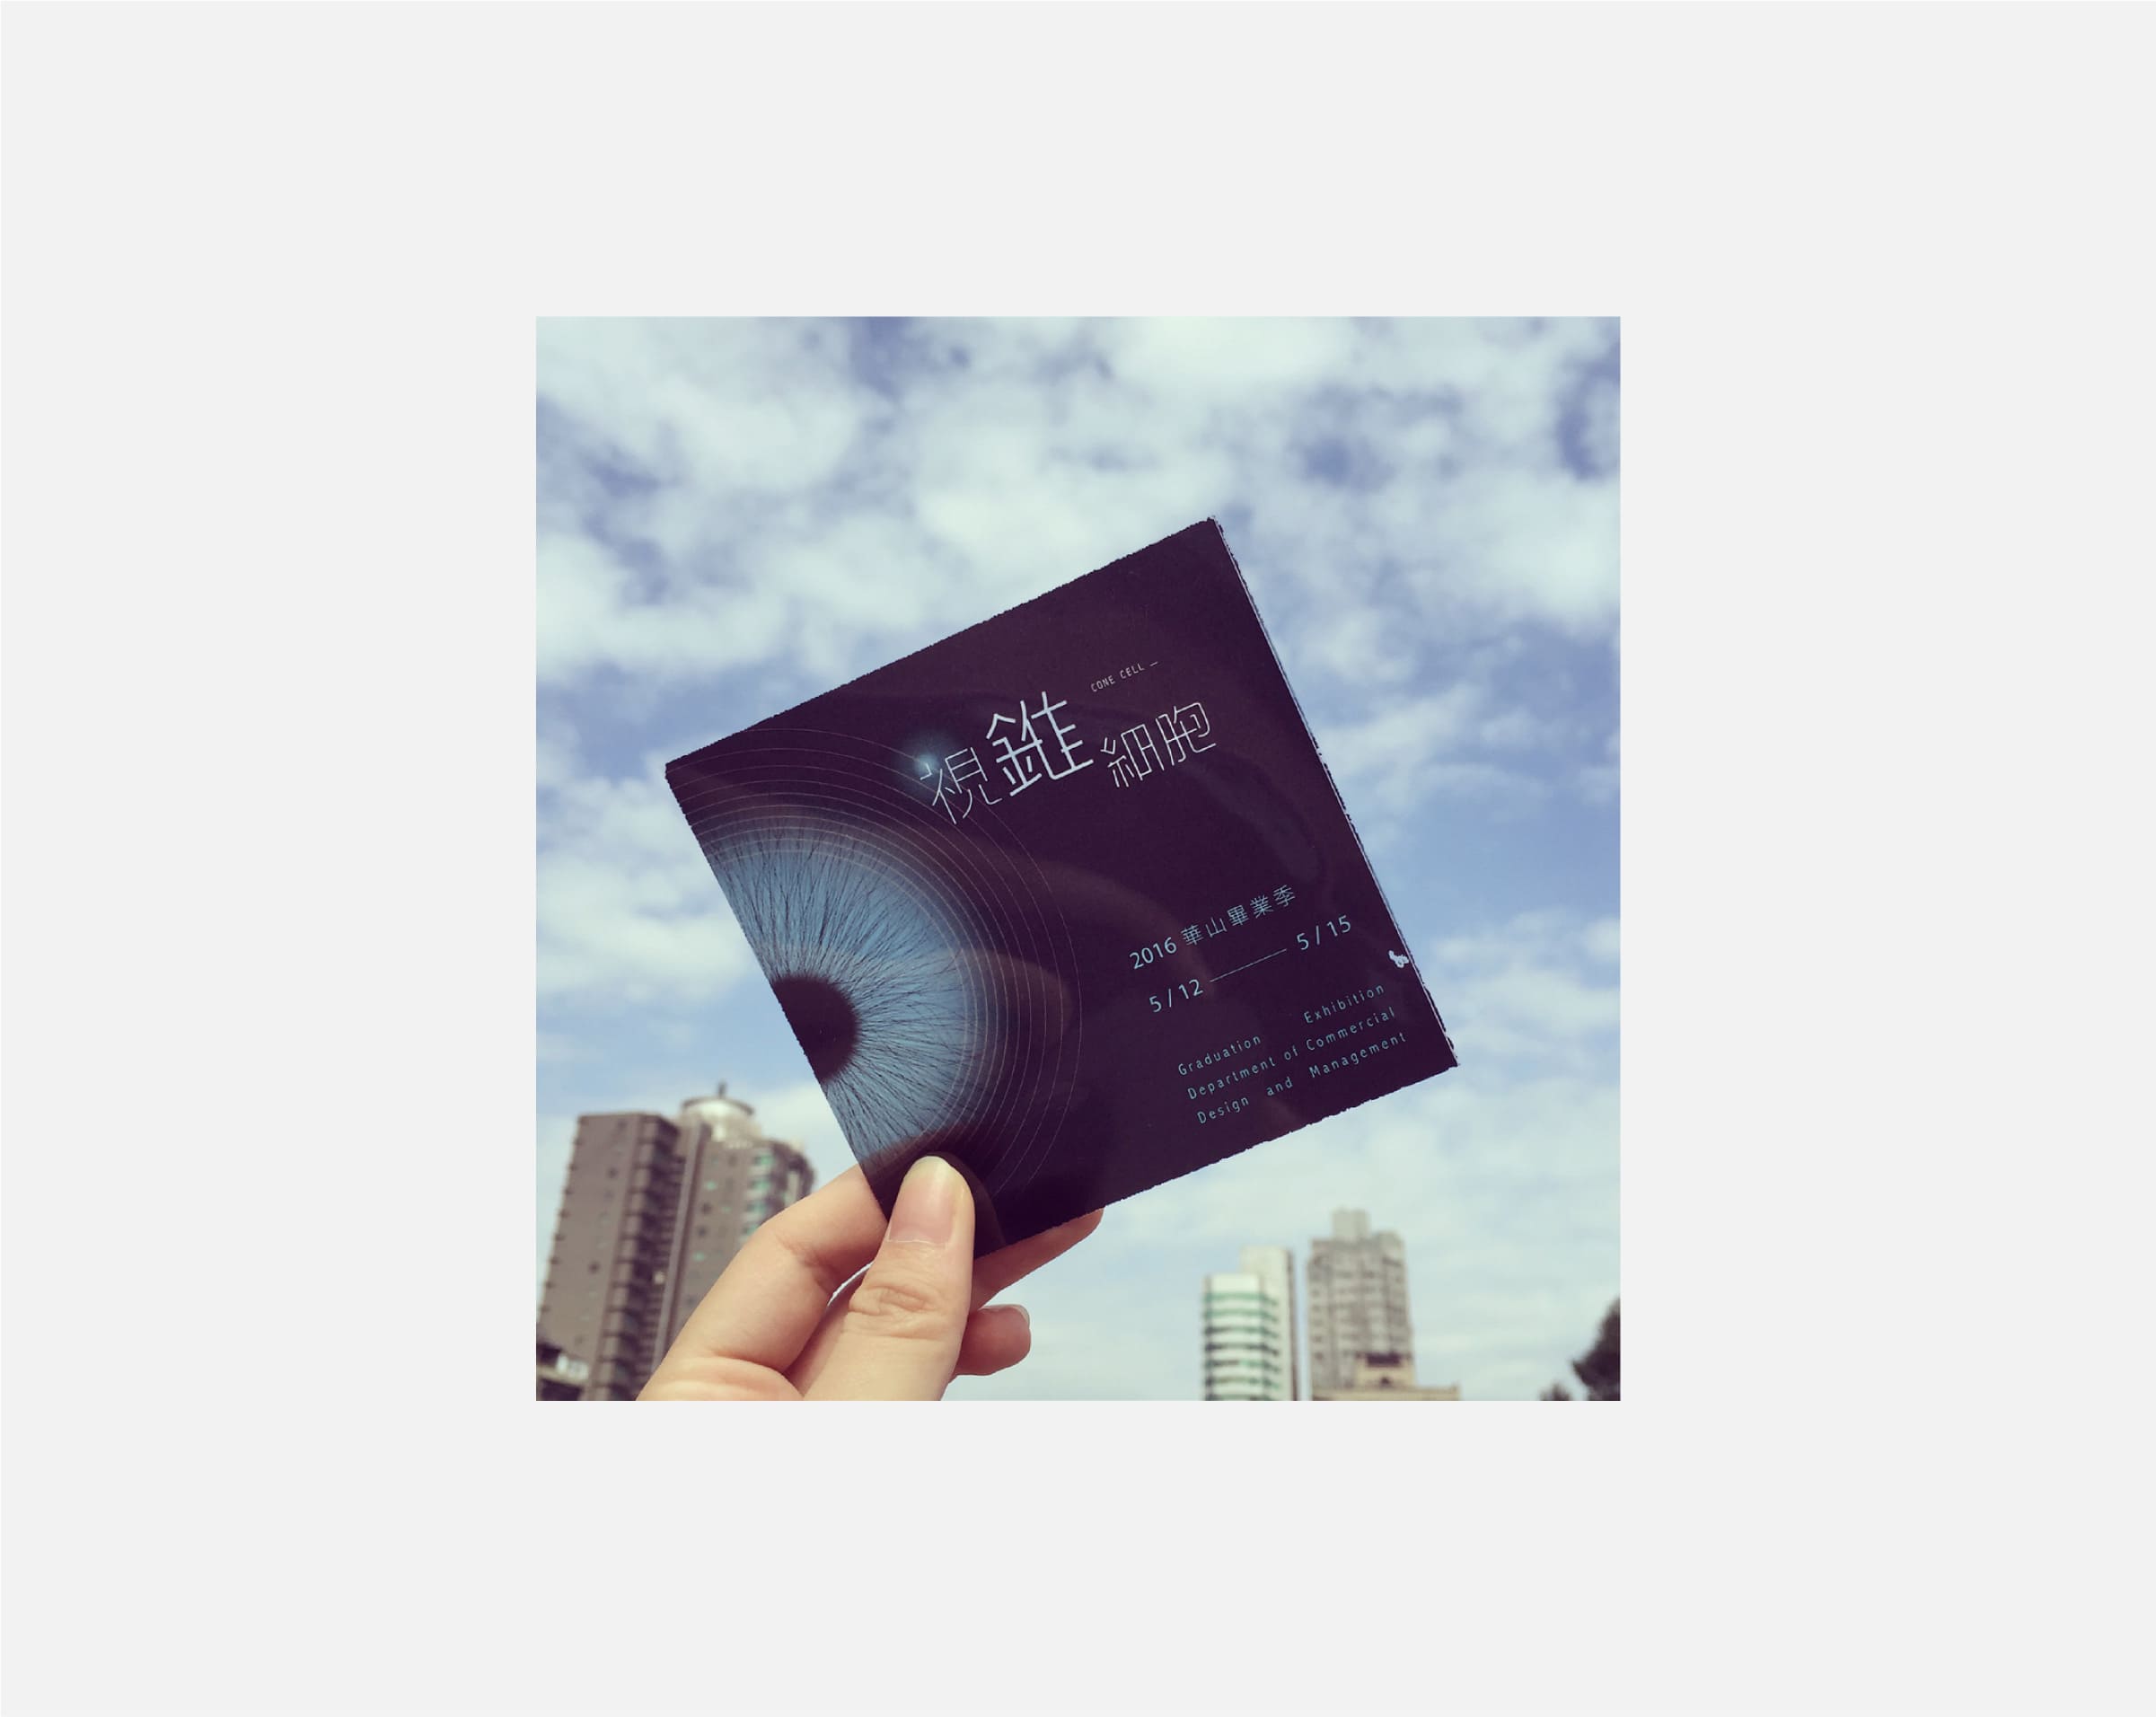 CONE CELL —
視錐細胞
2016 華山畢業季
5/12 ——— 5/15
Graduation Exhibition
Department of Commercial
Design and Management